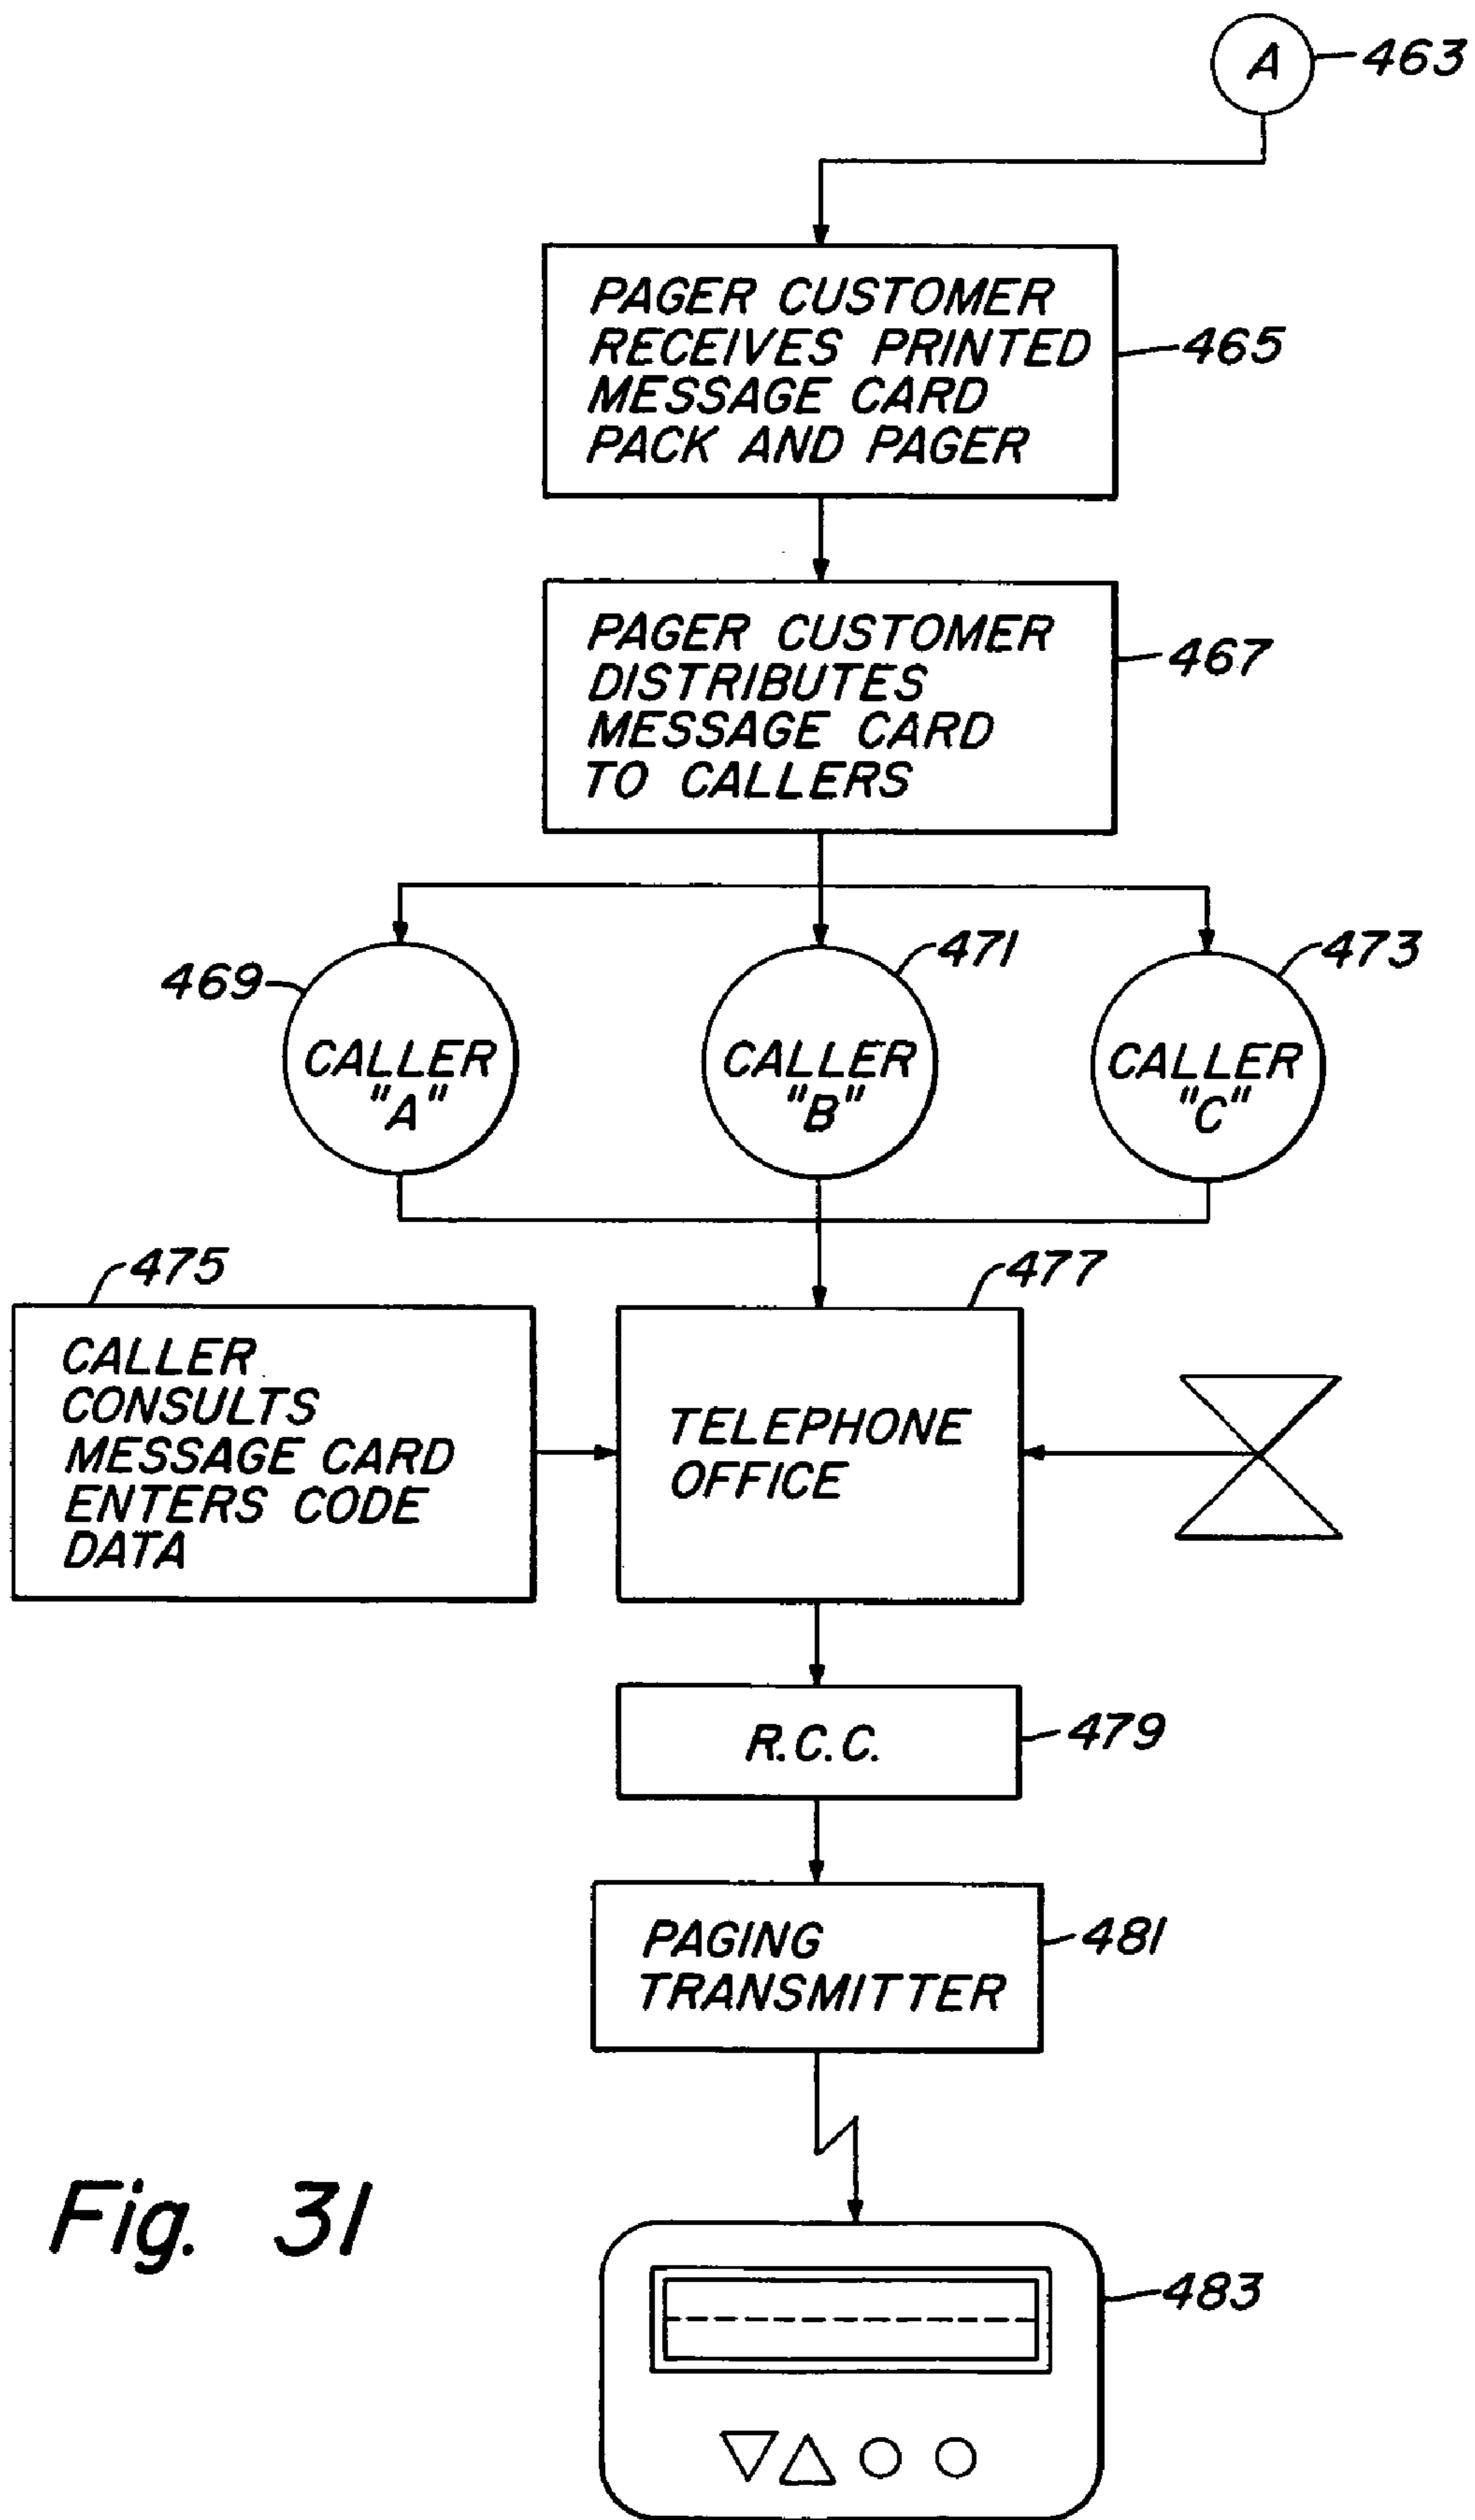 A
463
PAGER CUSTOMER
RECEIVES PRINTED
MESSAGE CARD
PACK AND PAGER
465
PAGER CUSTOMER
DISTRIBUTES
MESSAGE CARD
TO CALLERS
467
469
CALLER
"A"
471
CALLER
"B"
473
CALLER
"C"
475
CALLER
CONSULTS
MESSAGE CARD
ENTERS CODE
DATA
477
TELEPHONE
OFFICE
R.C.C.
479
PAGING
TRANSMITTER
481
Fig. 31
483